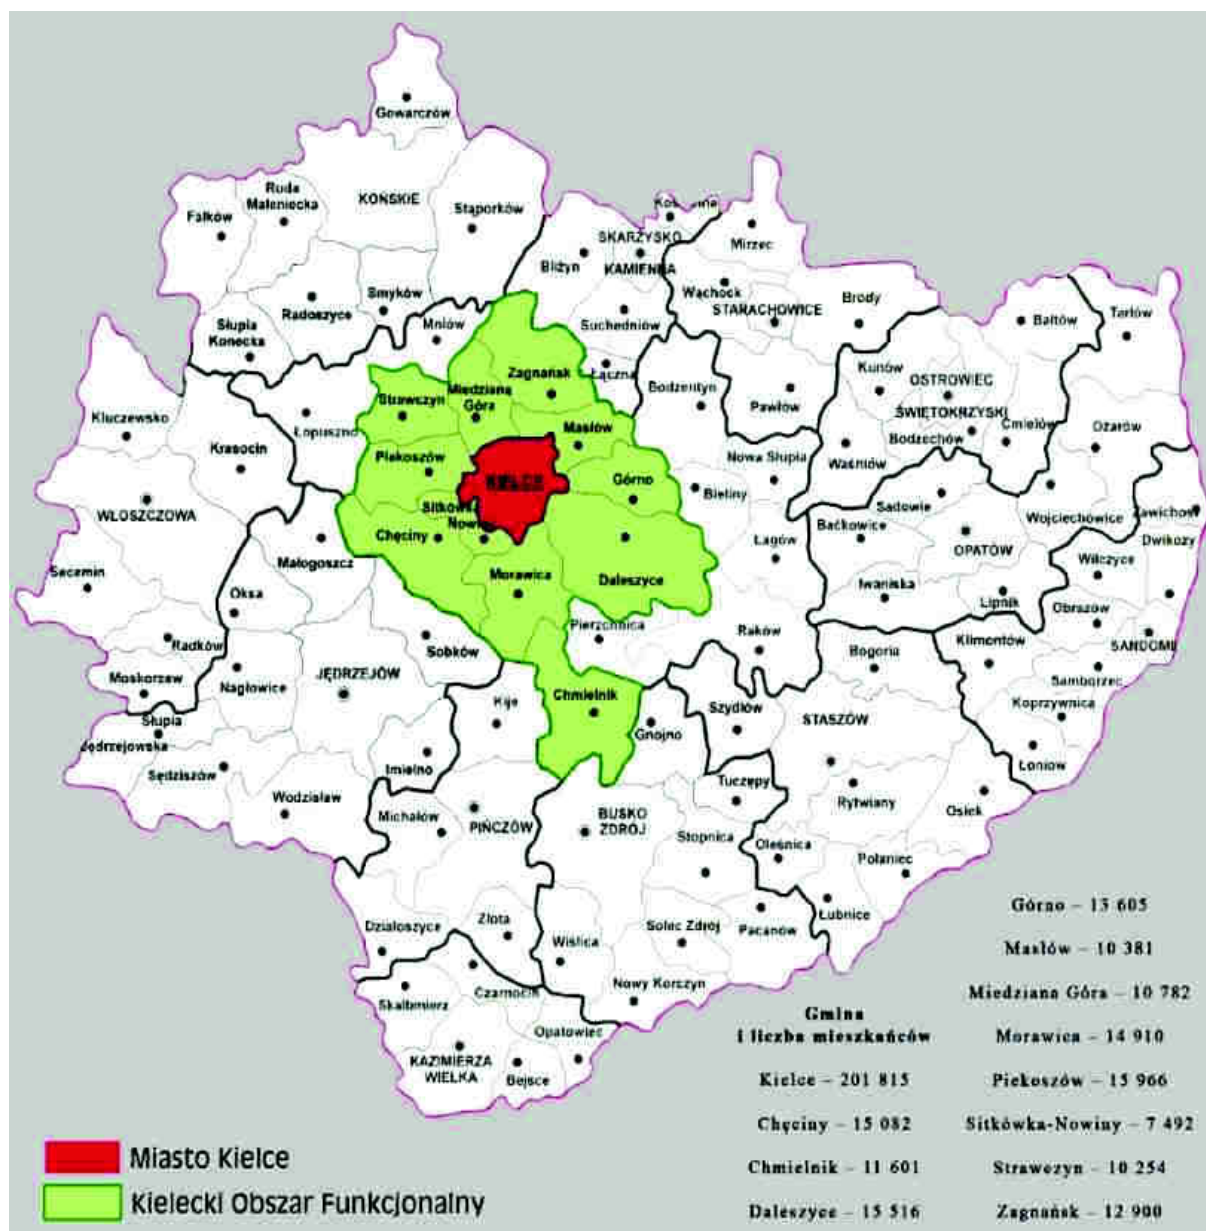 Gowarczów
Ruda
Maleniecka
KOŃSKIE
Fałków
Stąporków
SKARŻYSKO
KAMIENNA
Mirzec
Bliżyn
Wąchock
STARACHOWICE
Brody
Smyków
Radoszyce
Suchedniów
Słupia
Konecka
Mniów
Bałtów
Tarłów
Łączna
Zagnańsk
Miedziana
Góra
Strawczyn
Bodzentyn
Pawłów
Kunów
OSTROWIEC
ŚWIĘTOKRZYSKI
Kluczewsko
Łopuszno
Masłów
Bodzechów
Ćmielów
Ożarów
Krasocin
Piekoszów
Nowa Słupia
Waśniów
KIELCE
Górno
Bieliny
Sadowie
WŁOSZCZOWA
Chęciny
Baćkowice
Wojciechowice
Zawichost
Łagów
OPATÓW
Dwikozy
Małogoszcz
Secemin
Morawica
Daleszyce
Iwaniska
Wilczyce
Oksa
Lipnik
Obrazów
Radków
Pierzchnica
Raków
Klimontów
Sobków
Bogoria
Moskorzew
Nagłowice
JĘDRZEJÓW
Samborzec
Chmielnik
Kije
Szydłów
STASZÓW
Koprzywnica
Słupia
Jędrzejowska
Gnojno
Łoniów
Sędziszów
Imielno
Tuczępy
Rytwiany
Wodzisław
Osiek
Michałów
PIŃCZÓW
BUSKO
ZDRÓJ
Stopnica
Oleśnica
Połaniec
Działoszyce
Złota
Wiślica
Solec Zdrój
Pacanów
Łubnice
Nowy Korczyn
Skalbmierz
Czarnocin
Opatowiec
KAZIMIERZA
WIELKA
Bejsce
Górno – 13 605
Masłów – 10 381
Miedziana Góra – 10 782
Gmina
i liczba mieszkańców
Morawica – 14 910
Kielce – 201 815
Piekoszów – 15 966
Chęciny – 15 082
Sitkówka-Nowiny – 7 492
Chmielnik – 11 601
Strawczyn – 10 254
Daleszyce – 15 516
Zagnańsk – 12 900
Miasto Kielce
Kielecki Obszar Funkcjonalny